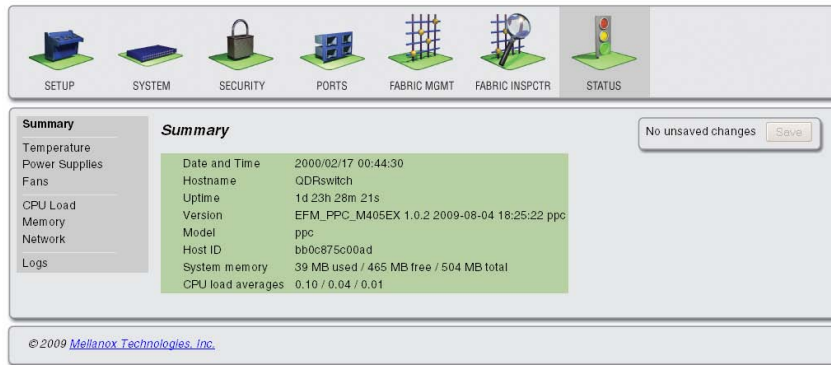 SETUP SYSTEM SECURITY PORTS FABRIC MGMT FABRIC INSPCTR STATUS
Summary
Temperature
Power Supplies
Fans
CPU Load
Memory
Network
Logs
Summary
Date and Time 2000/02/17 00:44:30
Hostname QDRswitch
Uptime 1d 23h 28m 21s
Version EFM_PPC_M405EX 1.0.2 2009-08-04 18:25:22 ppc
Model ppc
Host ID bb0c875c00ad
System memory 39 MB used / 465 MB free / 504 MB total
CPU load averages 0.10 / 0.04 / 0.01
No unsaved changes Save
© 2009 Mellanox Technologies, Inc.